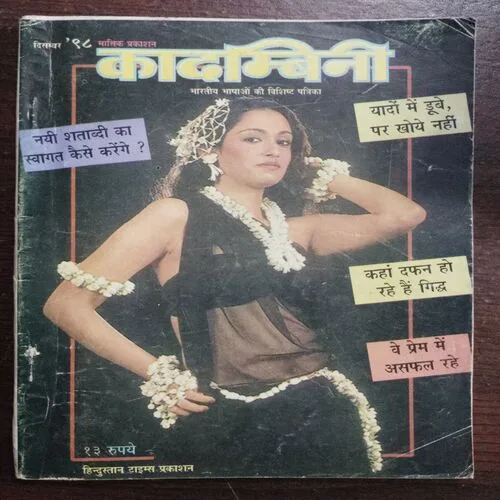 दिसम्बर '९८ मासिक प्रकाशन
कादम्बिनी
भारतीय भाषाओं की विशिष्ट पत्रिका
यादों में डूबे,
पर खोये नहीं
नयी शताब्दी का
स्वागत कैसे करेंगे ?
कहां दफन हो
रहे हैं गिद्ध
वे प्रेम में
असफल रहे
१३ रुपये
हिन्दुस्तान टाइम्स प्रकाशन